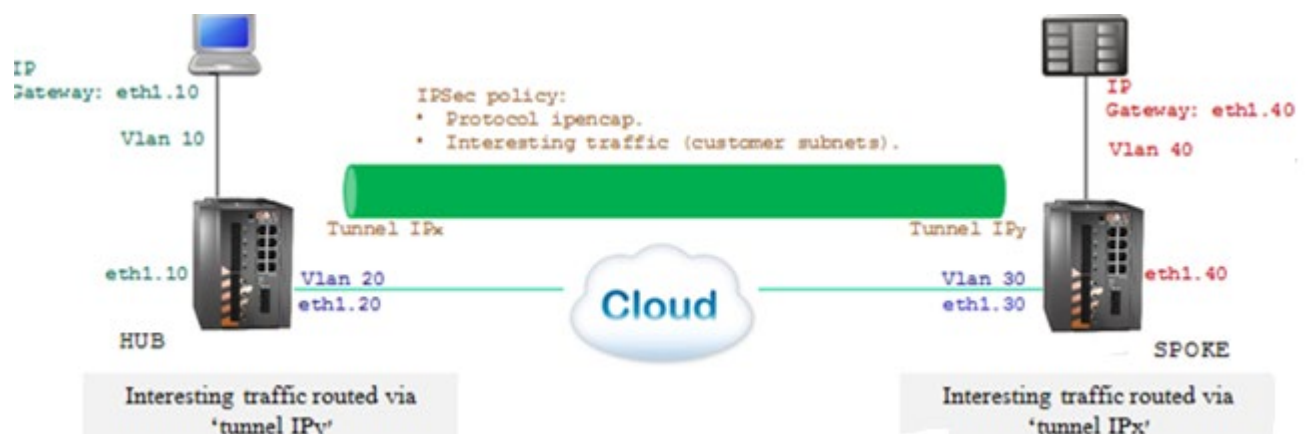 IP
Gateway: eth1.10
Vlan 10
IPSec policy:
• Protocol ipencap.
• Interesting traffic (customer subnets).
IP
Gateway: eth1.40
Vlan 40
Tunnel IPx
Tunnel IPy
eth1.10
Vlan 20
eth1.20
Cloud
Vlan 30
eth1.30
eth1.40
HUB
SPOKE
Interesting traffic routed via
'tunnel IPy'
Interesting traffic routed via
'tunnel IPx'